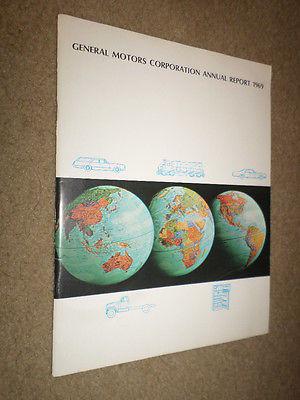 GENERAL MOTORS CORPORATION ANNUAL REPORT 1969